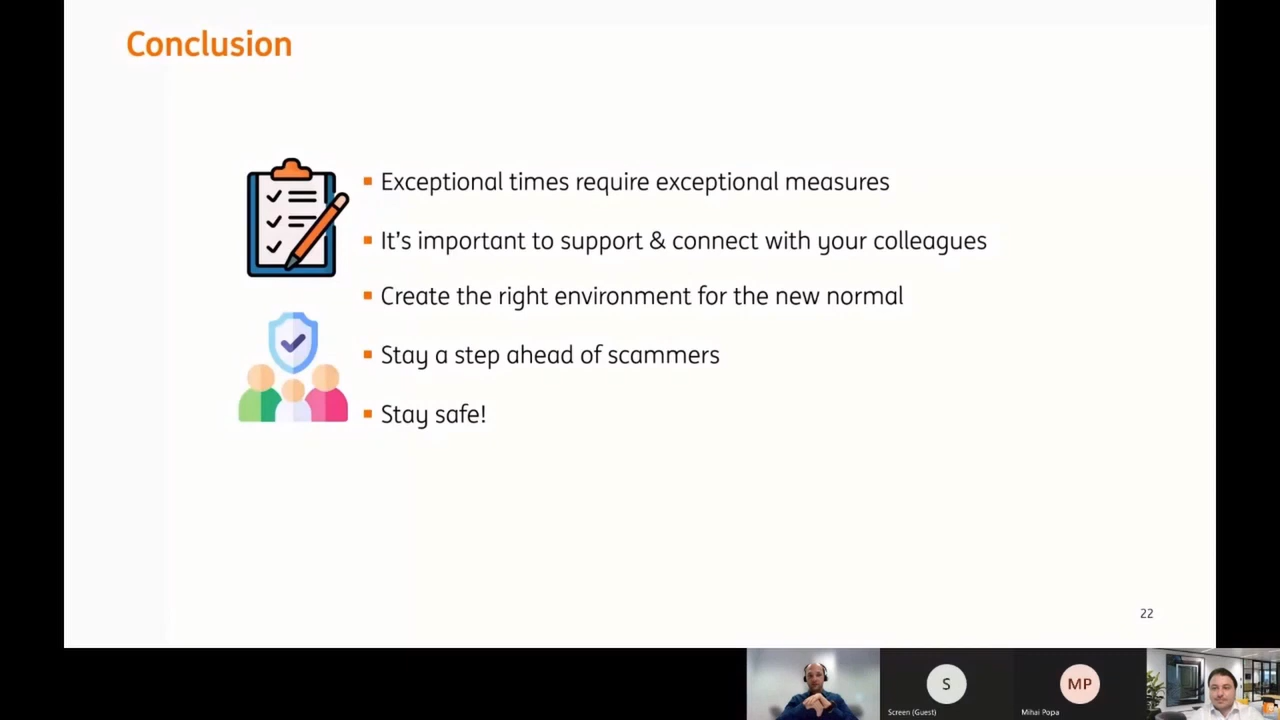 Conclusion
Exceptional times require exceptional measures
It's important to support & connect with your colleagues
Create the right environment for the new normal
Stay a step ahead of scammers
Stay safe!
22
S
MP
Screen (Guest)
Mihai Popa